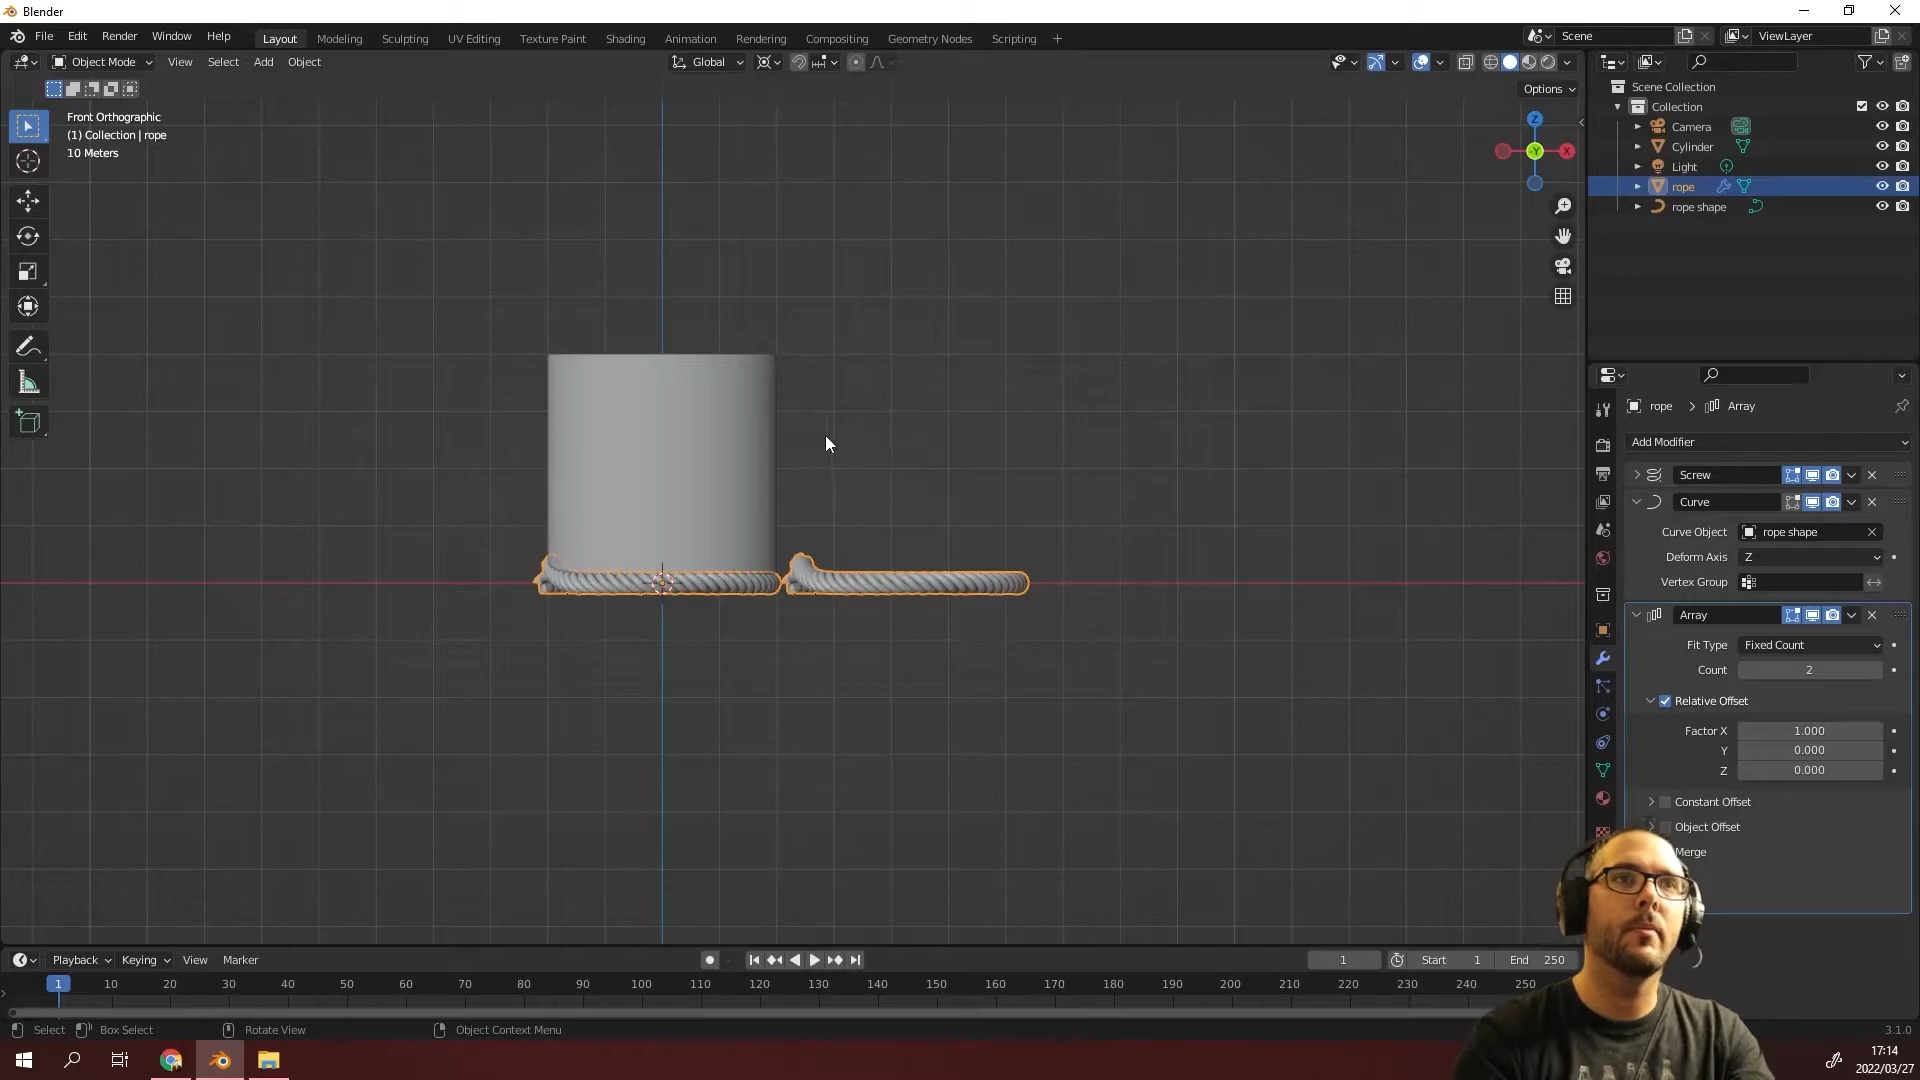 Blender
File Edit Render Window Help
Layout Modeling Sculpting UV Editing Texture Paint Shading Animation Rendering Compositing Geometry Nodes Scripting +
Scene
ViewLayer
Object Mode View Select Add Object
Global
Options
Front Orthographic
(1) Collection | rope
10 Meters
Z
-Y
X
Scene Collection
Collection
Camera
Cylinder
Light
rope
rope shape
rope > Array
Add Modifier
Screw
Curve
Curve Object rope shape
Deform Axis Z
Vertex Group
Array
Fit Type Fixed Count
Count 2
Relative Offset
Factor X 1.000
Y 0.000
Z 0.000
Constant Offset
Object Offset
Merge
Playback Keying View Marker
1 Start 1 End 250
1 10 20 30 40 50 60 70 80 90 100 110 120 130 140 150 160 170 180 190 200 210 220 230 240 250
Select Box Select Rotate View Object Context Menu
3.1.0
17:14
2022/03/27